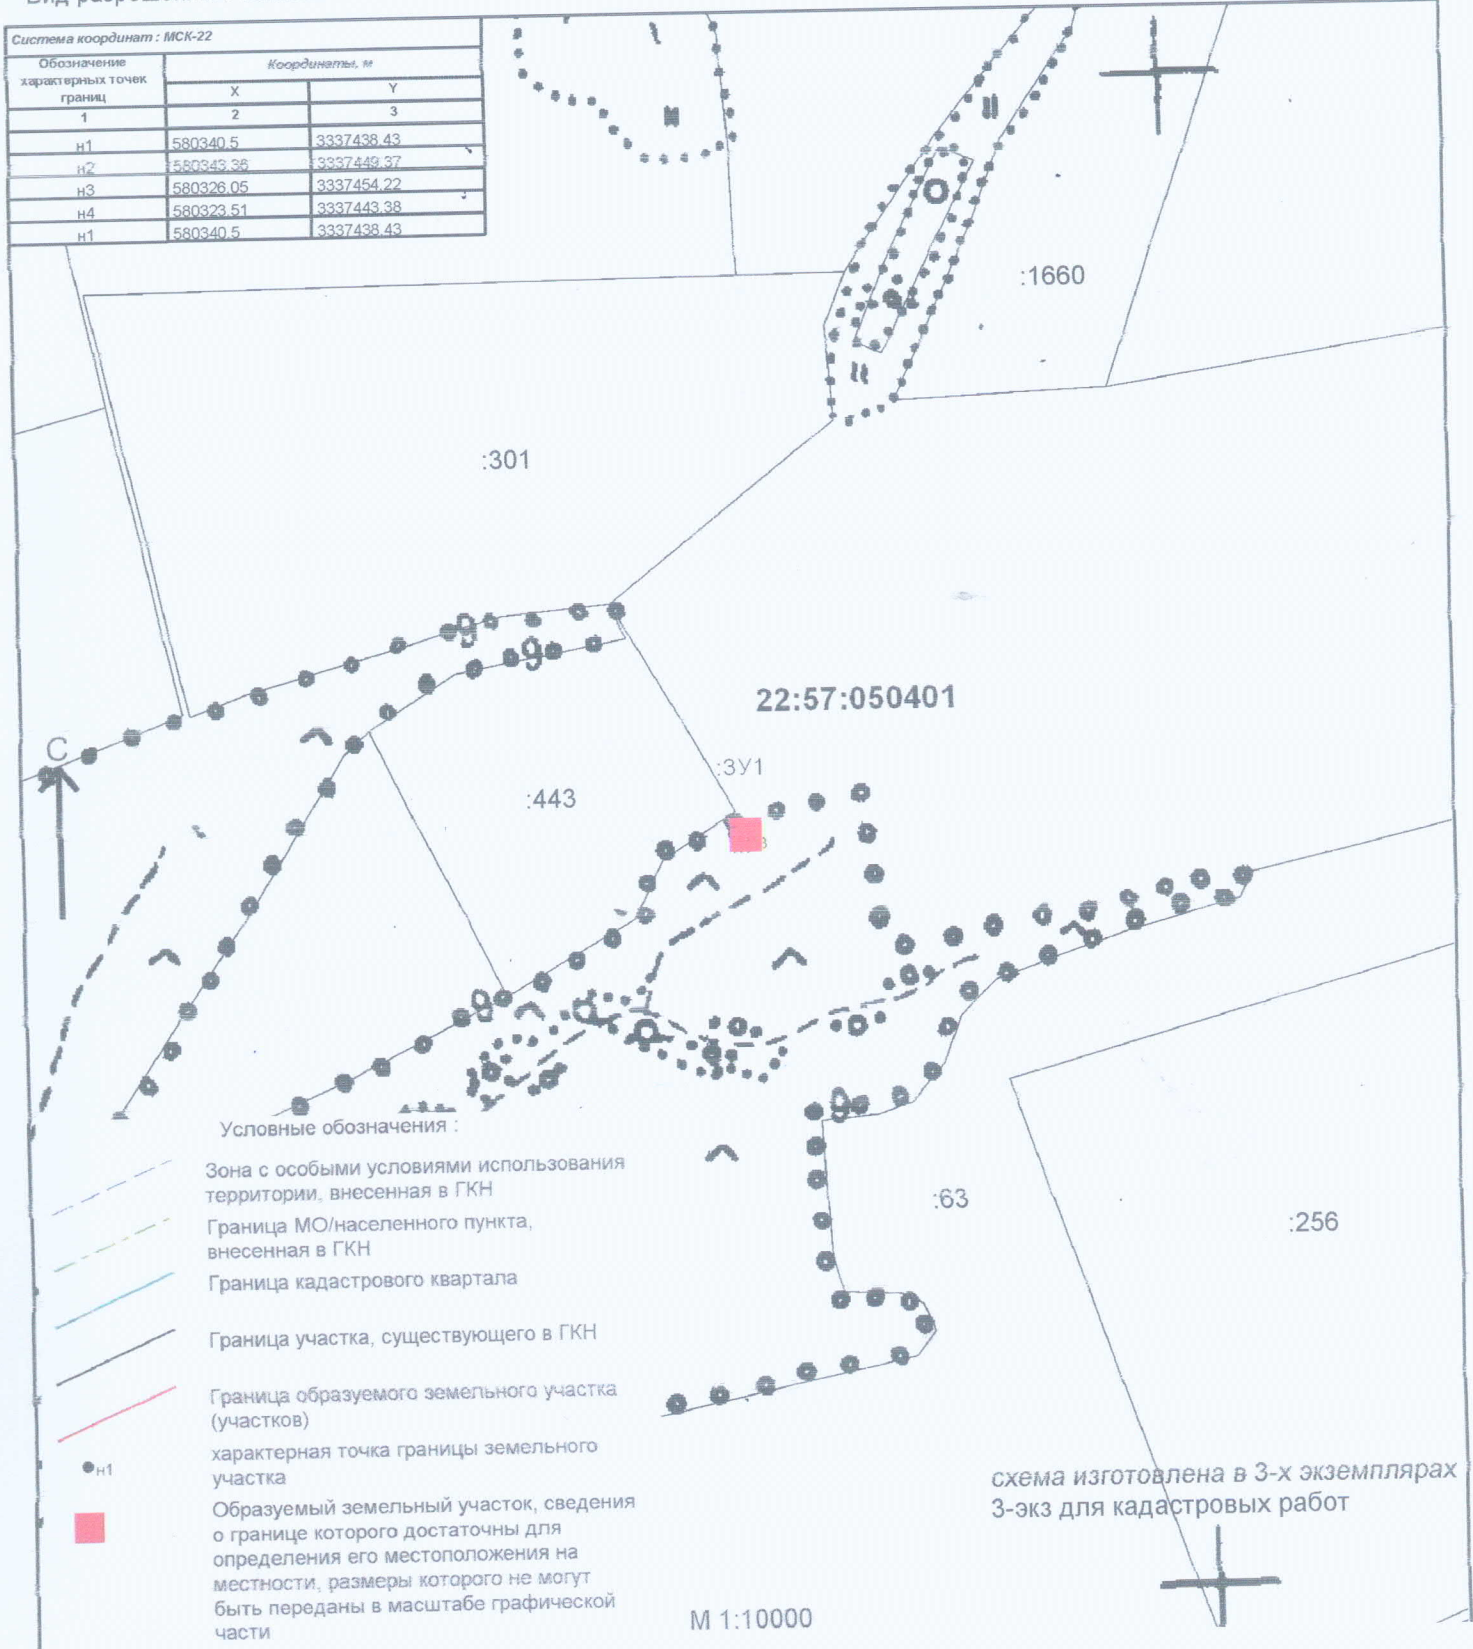 Система координат : МСК-22
Обозначение характерных точек границ
Координаты, м
X
Y
1
2
3
н1 580340.5 3337438.43
н2 580343.36 3337449.37
н3 580326.05 3337454.22
н4 580323.51 3337443.38
н1 580340.5 3337438.43
:1660
:301
22:57:050401
С
:ЗУ1
:443
:63
:256
Условные обозначения :
Зона с особыми условиями использования
территории, внесенная в ГКН
Граница МО/населенного пункта,
внесенная в ГКН
Граница кадастрового квартала
Граница участка, существующего в ГКН
Граница образуемого земельного участка
(участков)
н1
характерная точка границы земельного
участка
Образуемый земельный участок, сведения
о границе которого достаточны для
определения его местоположения на
местности, размеры которого не могут
быть переданы в масштабе графической
части
схема изготовлена в 3-х экземплярах
3-экз для кадастровых работ
М 1:10000